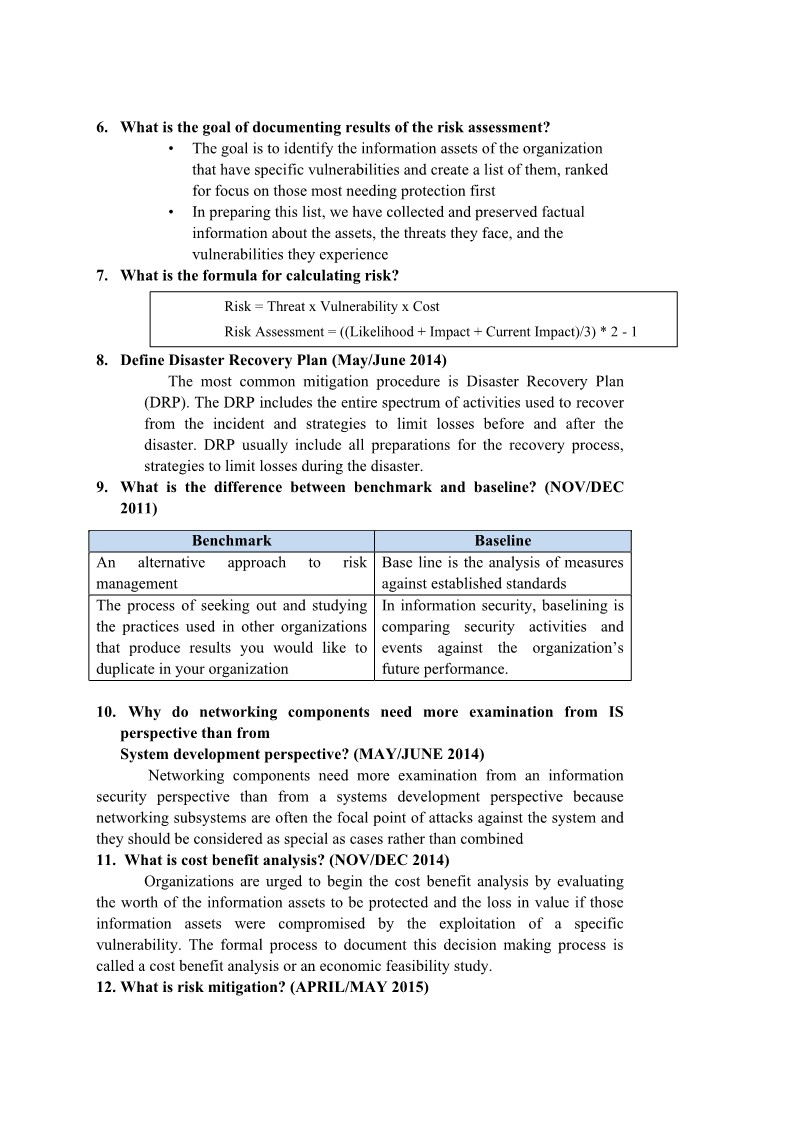 6. What is the goal of documenting results of the risk assessment?
• The goal is to identify the information assets of the organization
that have specific vulnerabilities and create a list of them, ranked
for focus on those most needing protection first
• In preparing this list, we have collected and preserved factual
information about the assets, the threats they face, and the
vulnerabilities they experience
7. What is the formula for calculating risk?
Risk = Threat x Vulnerability x Cost
Risk Assessment = ((Likelihood + Impact + Current Impact)/3) * 2 - 1
8. Define Disaster Recovery Plan (May/June 2014)
The most common mitigation procedure is Disaster Recovery Plan
(DRP). The DRP includes the entire spectrum of activities used to recover
from the incident and strategies to limit losses before and after the
disaster. DRP usually include all preparations for the recovery process,
strategies to limit losses during the disaster.
9. What is the difference between benchmark and baseline? (NOV/DEC
2011)
Benchmark
An alternative approach to risk
management
The process of seeking out and studying
the practices used in other organizations
that produce results you would like to
duplicate in your organization
Baseline
Base line is the analysis of measures
against established standards
In information security, baselining is
comparing security activities and
events against the organization's
future performance.
10. Why do networking components need more examination from IS
perspective than from
System development perspective? (MAY/JUNE 2014)
Networking components need more examination from an information
security perspective than from a systems development perspective because
networking subsystems are often the focal point of attacks against the system and
they should be considered as special as cases rather than combined
11. What is cost benefit analysis? (NOV/DEC 2014)
Organizations are urged to begin the cost benefit analysis by evaluating
the worth of the information assets to be protected and the loss in value if those
information assets were compromised by the exploitation of a specific
vulnerability. The formal process to document this decision making process is
called a cost benefit analysis or an economic feasibility study.
12. What is risk mitigation? (APRIL/MAY 2015)